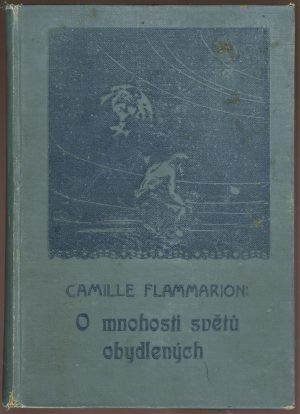 CAMILLE FLAMMARION:
O mnohosti světů
obydlených